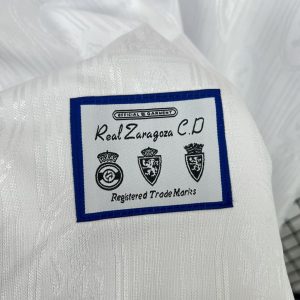 OFFICIAL GARMENT
Real Zaragoza C.D
Registered Trade Marks